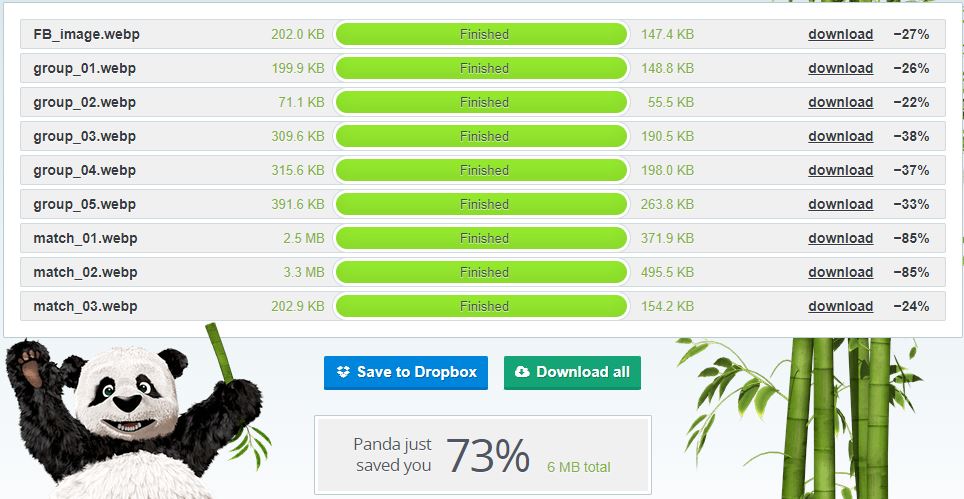 FB_image.webp 202.0 KB Finished 147.4 KB download −27%
group_01.webp 199.9 KB Finished 148.8 KB download −26%
group_02.webp 71.1 KB Finished 55.5 KB download −22%
group_03.webp 309.6 KB Finished 190.5 KB download −38%
group_04.webp 315.6 KB Finished 198.0 KB download −37%
group_05.webp 391.6 KB Finished 263.8 KB download −33%
match_01.webp 2.5 MB Finished 371.9 KB download −85%
match_02.webp 3.3 MB Finished 495.5 KB download −85%
match_03.webp 202.9 KB Finished 154.2 KB download −24%
Save to Dropbox Download all
Panda just
saved you 73% 6 MB total